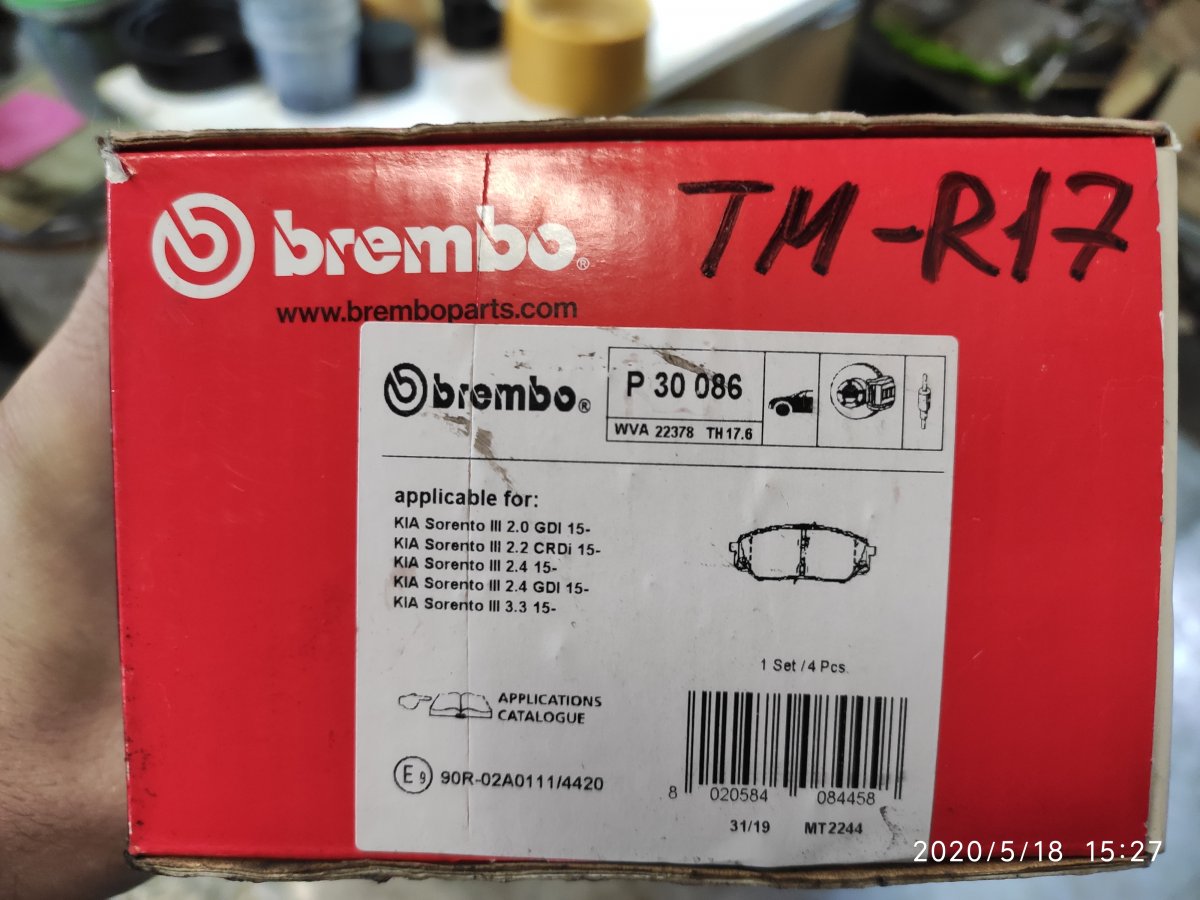 brembo®
TM-R17
www.bremboparts.com
brembo®
P 30 086
WVA 22378 TH17.6
applicable for:
KIA Sorento III 2.0 GDI 15-
KIA Sorento III 2.2 CRDi 15-
KIA Sorento III 2.4 15-
KIA Sorento III 2.4 GDI 15-
KIA Sorento III 3.3 15-
1 Set / 4 Pcs.
APPLICATIONS
CATALOGUE
E9 90R-02A0111/4420
8 020584 084458
31/19 MT2244
2020/5/18 15:27